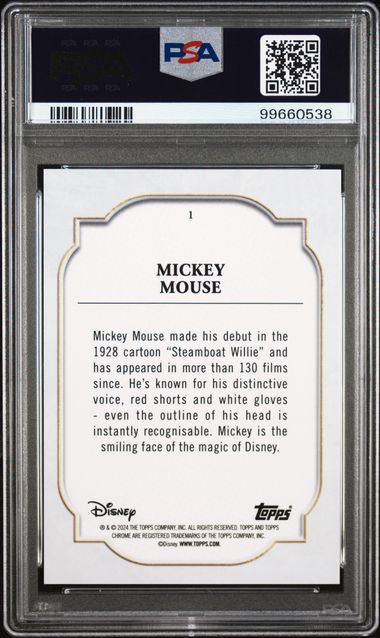 PSA
99660538
1
MICKEY
MOUSE
Mickey Mouse made his debut in the
1928 cartoon “Steamboat Willie” and
has appeared in more than 130 films
since. He’s known for his distinctive
voice, red shorts and white gloves
- even the outline of his head is
instantly recognisable. Mickey is the
smiling face of the magic of Disney.
Disney Topps
® & © 2024 THE TOPPS COMPANY, INC. ALL RIGHTS RESERVED. TOPPS AND TOPPS
CHROME ARE REGISTERED TRADEMARKS OF THE TOPPS COMPANY, INC.
©Disney. WWW.TOPPS.COM.